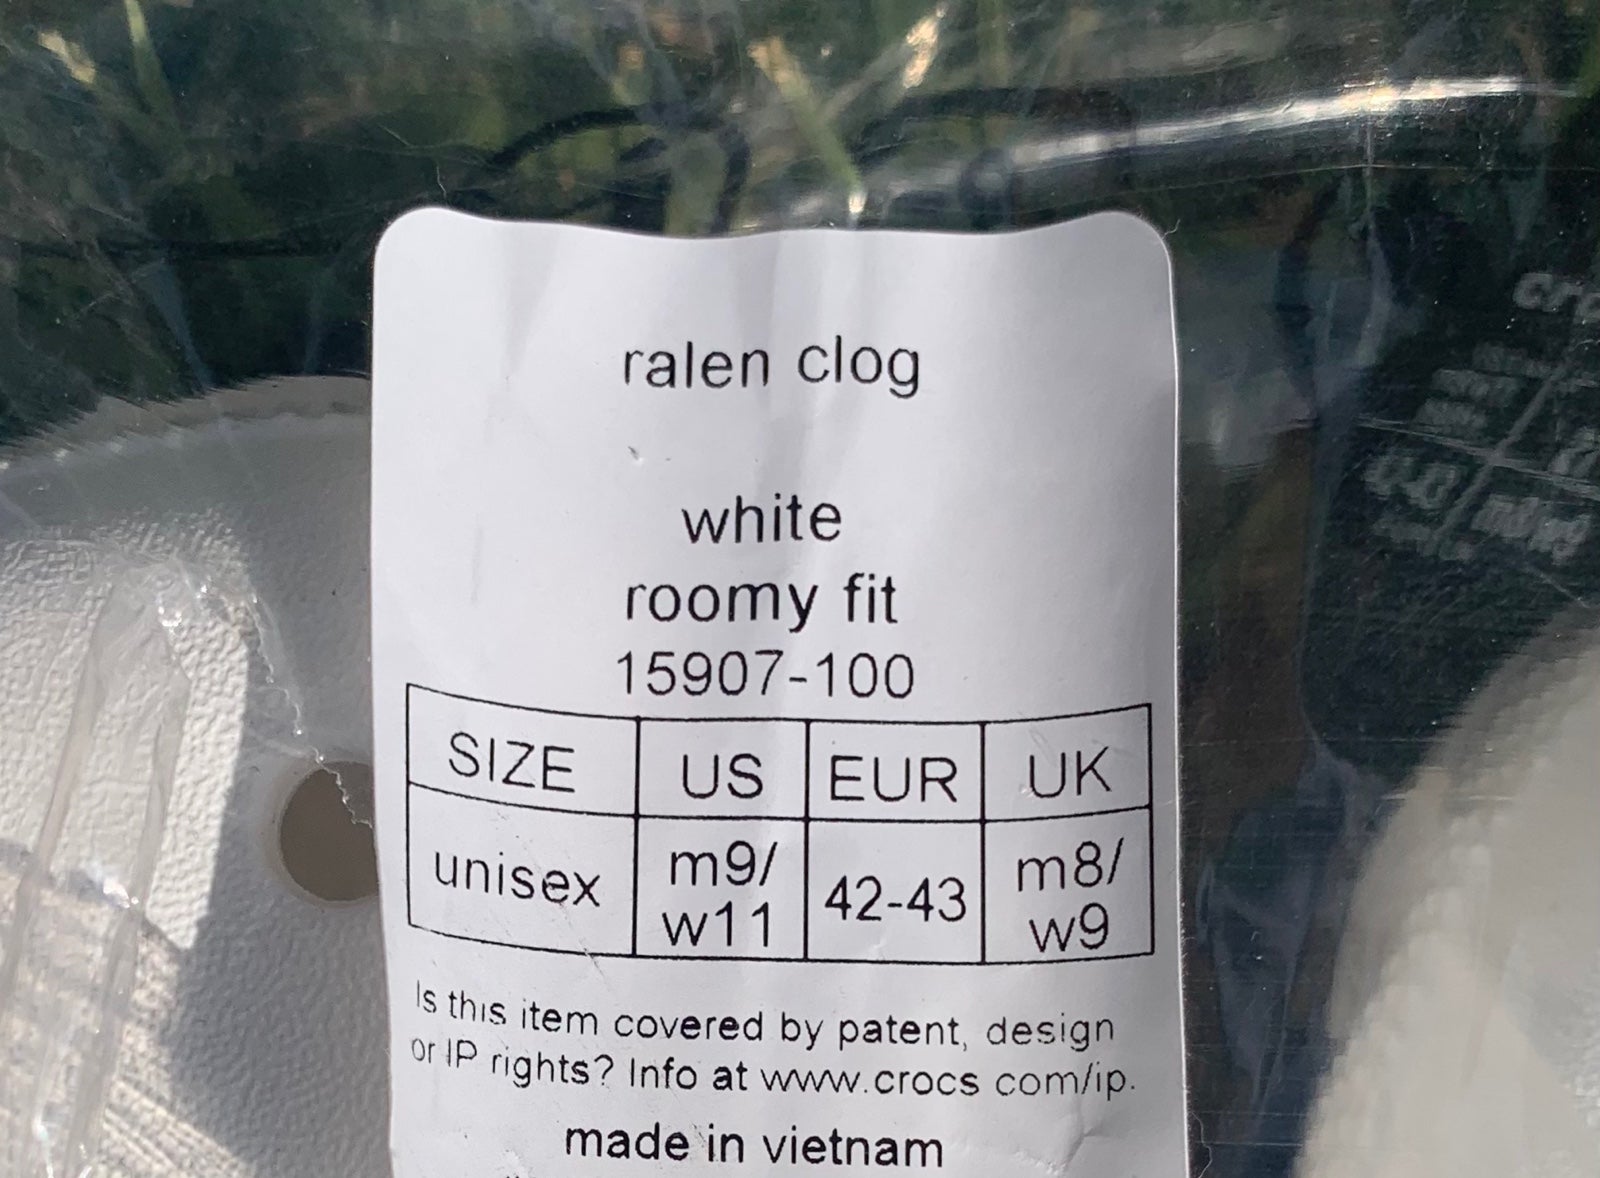 ralen clog
white
roomy fit
15907-100
SIZE US EUR UK
unisex m9/ 42-43 m8/
w11 w9
Is this item covered by patent, design
or IP rights? Info at www.crocs com/ip.
made in vietnam